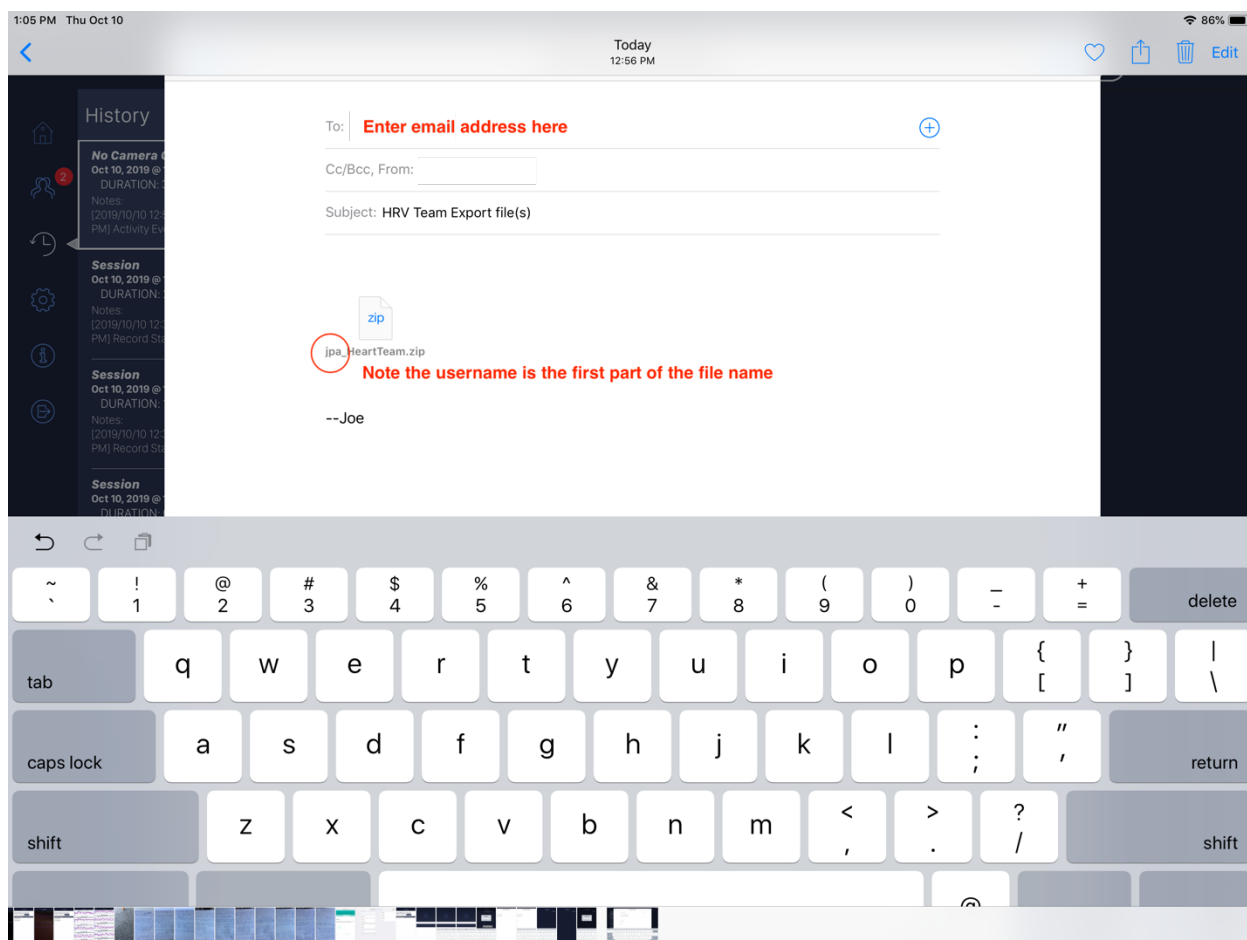 1:05 PM Thu Oct 10
86%
Today
12:56 PM
Edit
History
No Camera
Oct 10, 2019 @
DURATION:
Notes:
[2019/10/10 12:
PM] Activity
Session
Oct 10, 2019 @
DURATION:
Notes:
[2019/10/10 12:
PM] Record
Session
Oct 10, 2019 @
DURATION:
Notes:
[2019/10/10 12:
PM] Record
Session
Oct 10, 2019 @
DURATION:
2
To: Enter email address here
Cc/Bcc, From:
Subject: HRV Team Export file(s)
zip
jpa_HeartTeam.zip
Note the username is the first part of the file name
--Joe
~ ! @ # $ % ^ & * ( ) _ +
` 1 2 3 4 5 6 7 8 9 0 - = delete
tab q w e r t y u i o p { [ } ] | \
caps lock a s d f g h j k l : ; " ' return
shift z x c v b n m < , > . ? / shift
@